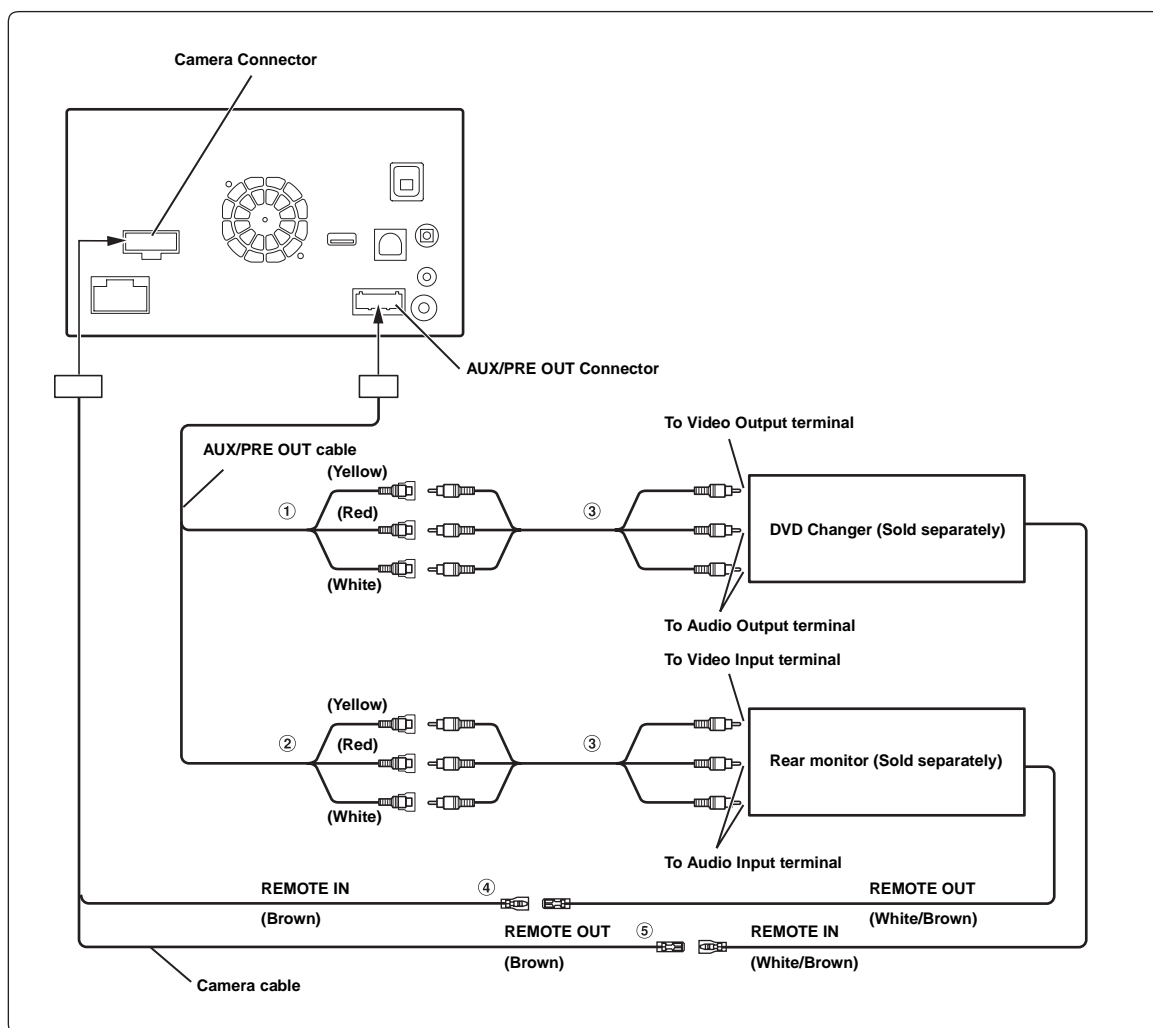 Camera Connector
AUX/PRE OUT Connector
To Video Output terminal
AUX/PRE OUT cable
(Yellow)
① (Red) ③
DVD Changer (Sold separately)
(White)
To Audio Output terminal
To Video Input terminal
(Yellow)
② (Red) ③
Rear monitor (Sold separately)
(White)
To Audio Input terminal
REMOTE IN ④ REMOTE OUT
(Brown) (White/Brown)
REMOTE OUT ⑤ REMOTE IN
(Brown) (White/Brown)
Camera cable